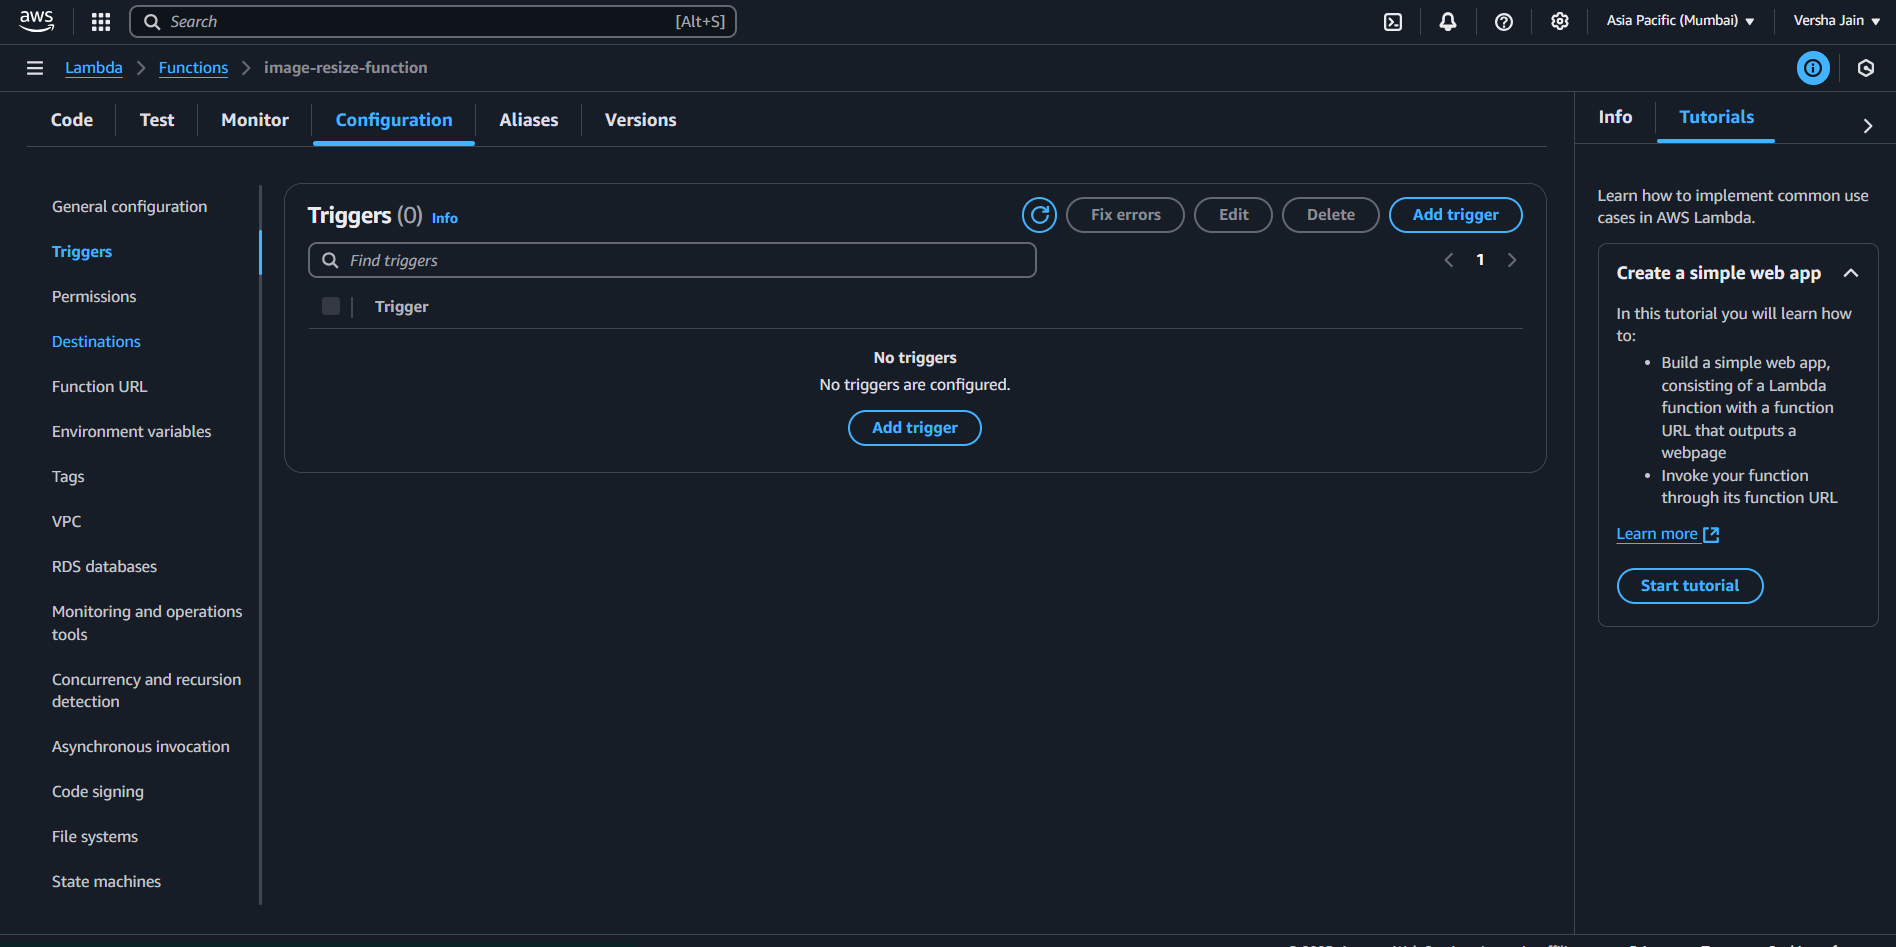 aws
Search [Alt+S]
Asia Pacific (Mumbai)
Versha Jain
Lambda
Functions
image-resize-function
Code
Test
Monitor
Configuration
Aliases
Versions
General configuration
Triggers
Permissions
Destinations
Function URL
Environment variables
Tags
VPC
RDS databases
Monitoring and operations
tools
Concurrency and recursion
detection
Asynchronous invocation
Code signing
File systems
State machines
Triggers (0) Info
Fix errors
Edit
Delete
Add trigger
Find triggers
1
Trigger
No triggers
No triggers are configured.
Add trigger
Info
Tutorials
Learn how to implement common use
cases in AWS Lambda.
Create a simple web app
In this tutorial you will learn how
to:
• Build a simple web app,
consisting of a Lambda
function with a function
URL that outputs a
webpage
• Invoke your function
through its function URL
Learn more
Start tutorial